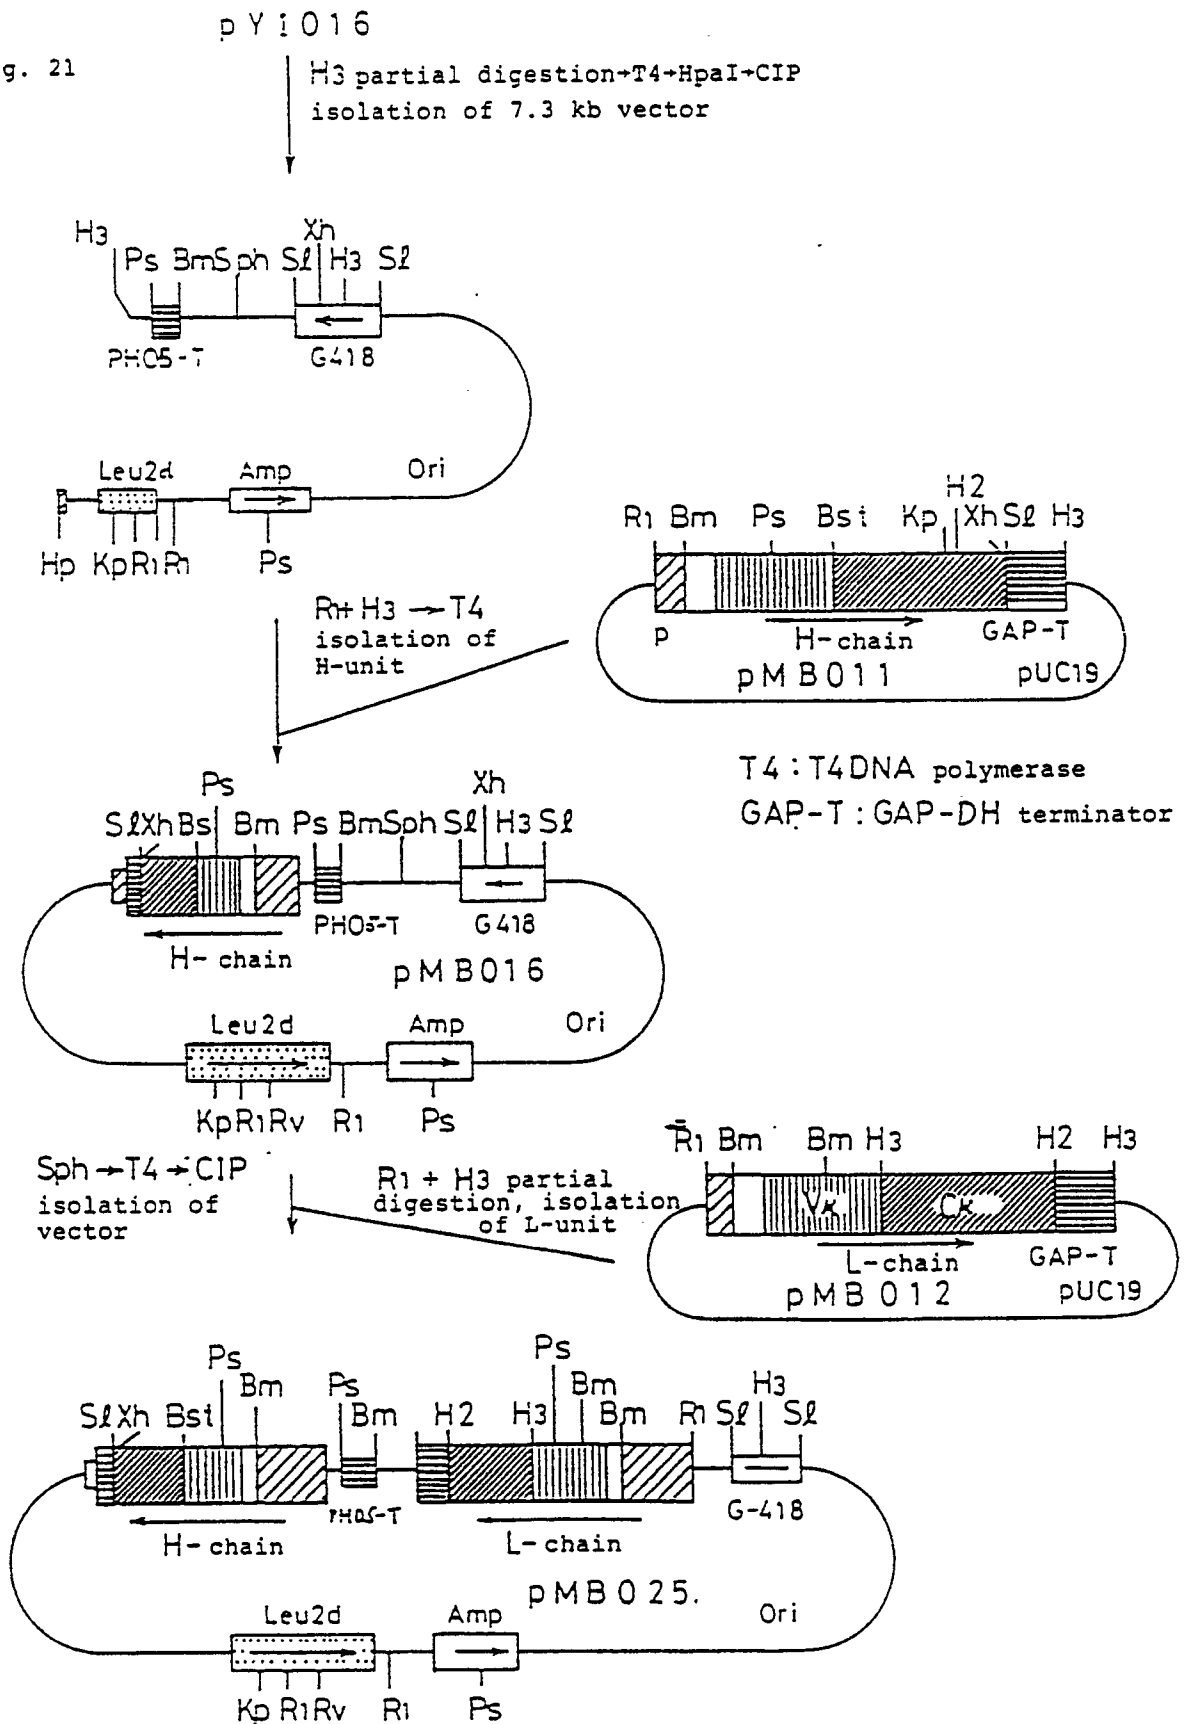 pY1016
g. 21
H3 partial digestion→T4→HpaI→CIP
isolation of 7.3 kb vector
H3
Xh
Ps Bm Sph Sl H3 Sl
PHO5-T
G418
Leu2d
Amp
Ori
Hp Kp R1 R1
Ps
H2
R1 Bm Ps Bst Kp Xh Sl H3
R1+H3→T4
isolation of
H-unit
P
H-chain
GAP-T
pMB011
pUC19
T4:T4DNA polymerase
GAP-T:GAP-DH terminator
Ps
Xh
Sl Xh Bs Bm Ps Bm Sph Sl H3 Sl
PHO5-T
G418
H-chain
pMB016
Leu2d
Amp
Ori
Kp R1 Rv R1
Ps
Sph→T4→CIP
isolation of
vector
R1 + H3 partial
digestion, isolation
of L-unit
R1 Bm Bm H3 H2 H3
Vκ
Cκ
L-chain
GAP-T
pMB012
pUC19
Ps
Bm
Ps
Bm
Ps
Bm
H3
Sl Xh Bst H2 H3 Bm R1 Sl Sl
PHO5-T
G-418
H-chain
L-chain
pMB025.
Leu2d
Amp
Ori
Kp R1 Rv R1
Ps